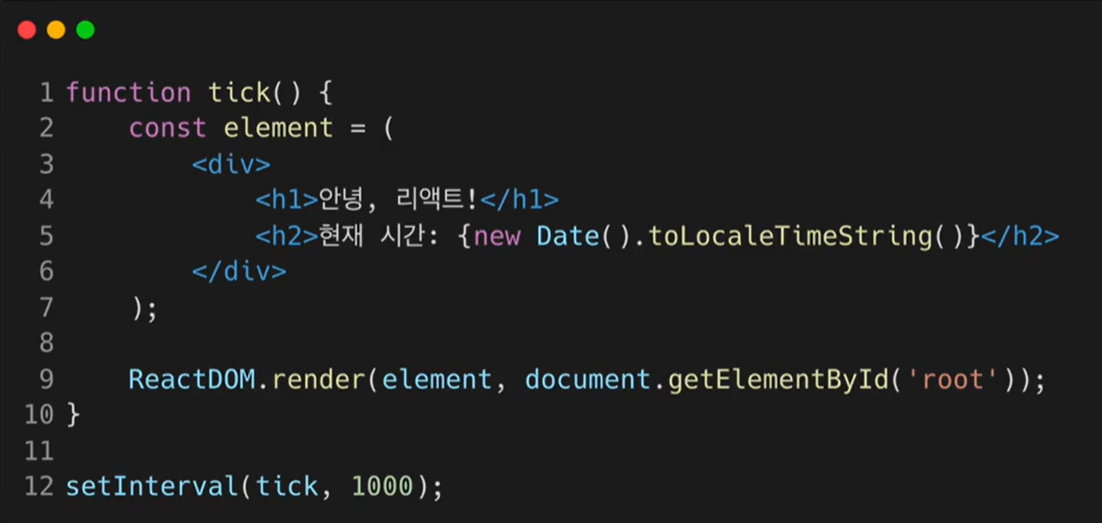 1 function tick() {
2     const element = (
3         <div>
4             <h1>안녕, 리액트!</h1>
5             <h2>현재 시간: {new Date().toLocaleTimeString()}</h2>
6         </div>
7     );
8
9     ReactDOM.render(element, document.getElementById('root'));
10 }
11
12 setInterval(tick, 1000);